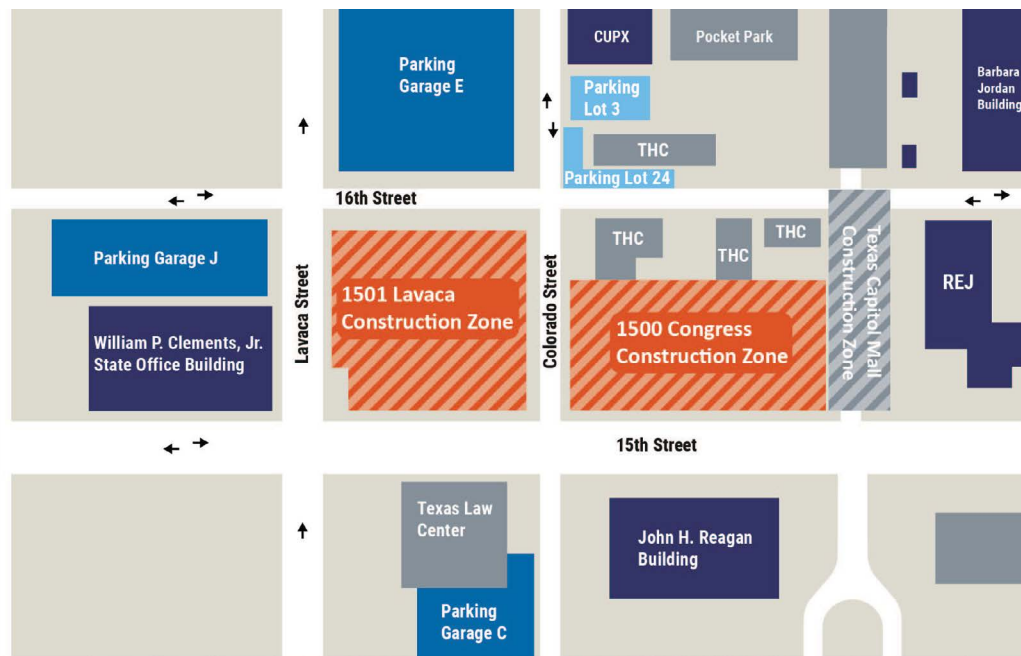 CUPX
Pocket Park
Parking
Garage E
Barbara
Jordan
Building
Parking
Lot 3
THC
Parking Lot 24
16th Street
Parking Garage J
THC
THC
THC
Texas Capitol Mall
Construction Zone
REJ
Lavaca Street
1501 Lavaca
Construction Zone
Colorado Street
1500 Congress
Construction Zone
William P. Clements, Jr.
State Office Building
15th Street
Texas Law
Center
John H. Reagan
Building
Parking
Garage C